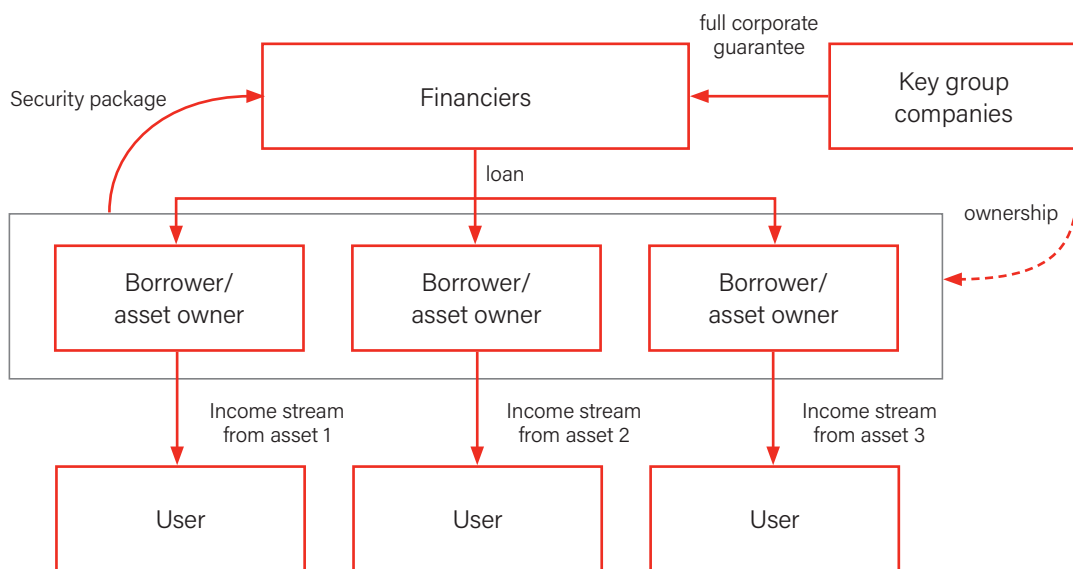 full corporate
guarantee
Security package
Financiers
Key group
companies
loan
ownership
Borrower/
asset owner
Borrower/
asset owner
Borrower/
asset owner
Income stream
from asset 1
Income stream
from asset 2
Income stream
from asset 3
User
User
User